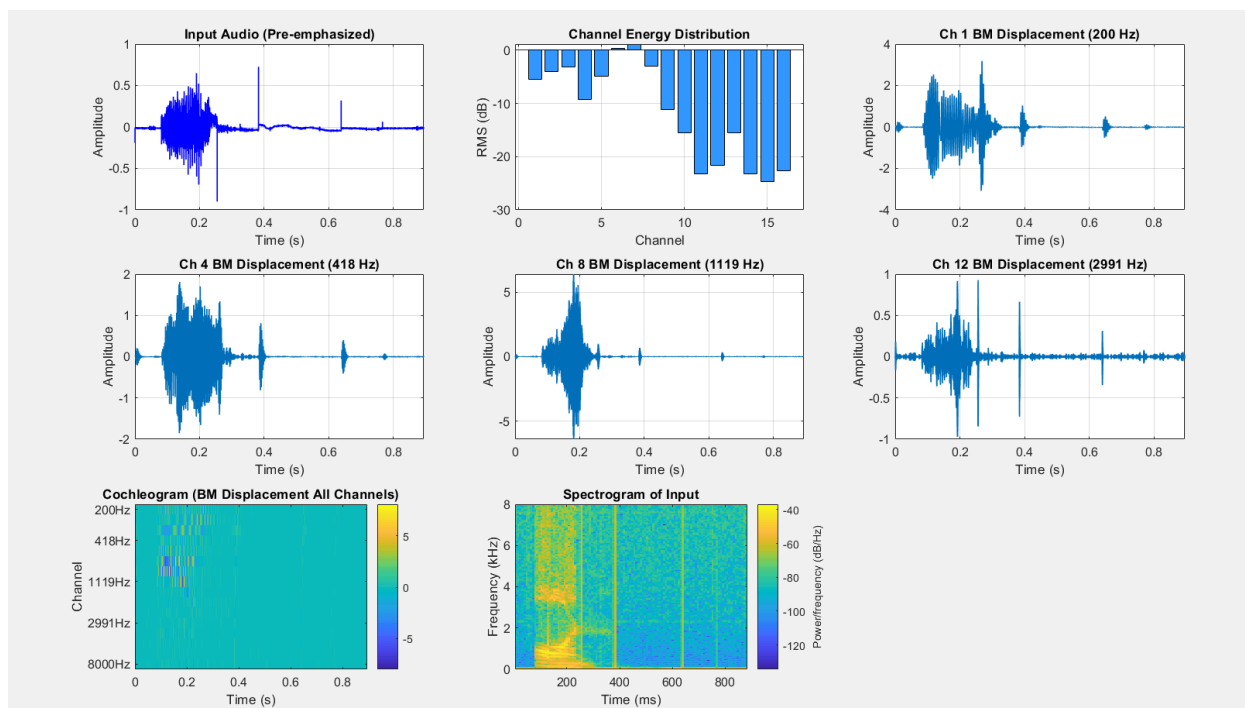 Input Audio (Pre-emphasized)
1
0.5
0
-0.5
-1
Amplitude
0 0.2 0.4 0.6 0.8
Time (s)
Channel Energy Distribution
0
-10
-20
-30
RMS (dB)
0 5 10 15
Channel
Ch 1 BM Displacement (200 Hz)
4
2
0
-2
-4
Amplitude
0 0.2 0.4 0.6 0.8
Time (s)
Ch 4 BM Displacement (418 Hz)
2
1
0
-1
-2
Amplitude
0 0.2 0.4 0.6 0.8
Time (s)
Ch 8 BM Displacement (1119 Hz)
5
0
-5
Amplitude
0 0.2 0.4 0.6 0.8
Time (s)
Ch 12 BM Displacement (2991 Hz)
1
0.5
0
-0.5
-1
Amplitude
0 0.2 0.4 0.6 0.8
Time (s)
Cochleogram (BM Displacement All Channels)
200Hz
418Hz
1119Hz
2991Hz
8000Hz
Channel
0 0.2 0.4 0.6 0.8
Time (s)
5
0
-5
Spectrogram of Input
8
6
4
2
0
Frequency (kHz)
200 400 600 800
Time (ms)
-40
-60
-80
-100
-120
Power/frequency (dB/Hz)